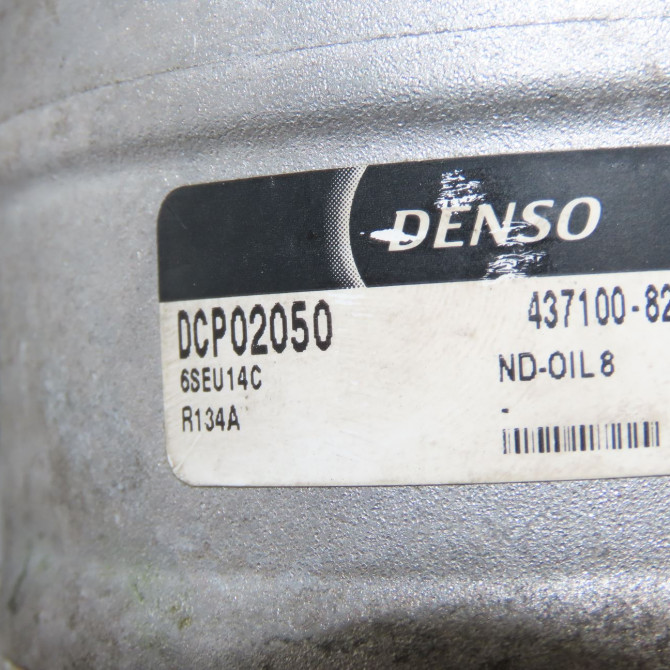 DENSO
DCP02050
437100-82
6SEU14C
ND-OIL 8
R134A
-